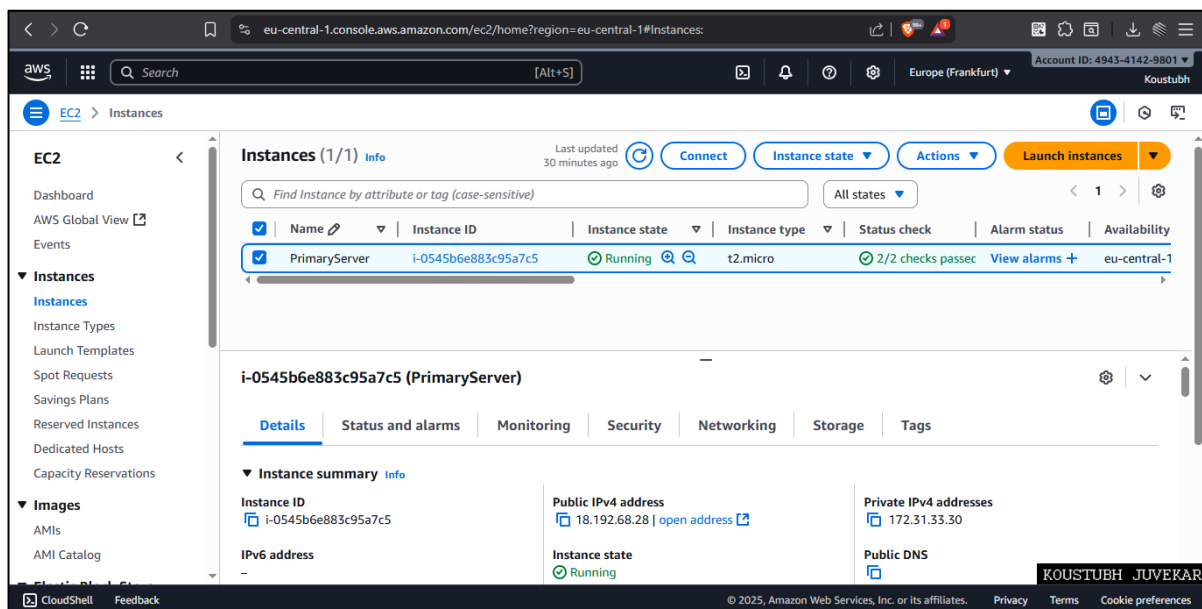 eu-central-1.console.aws.amazon.com/ec2/home?region=eu-central-1#Instances:
aws Search [Alt+S] Europe (Frankfurt) Account ID: 4943-4142-9801
Koustubh
EC2 > Instances
EC2
Dashboard
AWS Global View
Events
Instances
Instances
Instance Types
Launch Templates
Spot Requests
Savings Plans
Reserved Instances
Dedicated Hosts
Capacity Reservations
Images
AMIs
AMI Catalog
Instances (1/1) Info
Last updated
30 minutes ago
Connect Instance state Actions Launch instances
Find Instance by attribute or tag (case-sensitive) All states 1
Name Instance ID Instance state Instance type Status check Alarm status Availability
PrimaryServer i-0545b6e883c95a7c5 Running t2.micro 2/2 checks passec View alarms + eu-central-1
i-0545b6e883c95a7c5 (PrimaryServer)
Details Status and alarms Monitoring Security Networking Storage Tags
Instance summary Info
Instance ID Public IPv4 address Private IPv4 addresses
i-0545b6e883c95a7c5 18.192.68.28 | open address 172.31.33.30
IPv6 address Instance state Public DNS
– Running
KOUSTUBH JUVEKAR
CloudShell Feedback © 2025, Amazon Web Services, Inc. or its affiliates. Privacy Terms Cookie preferences